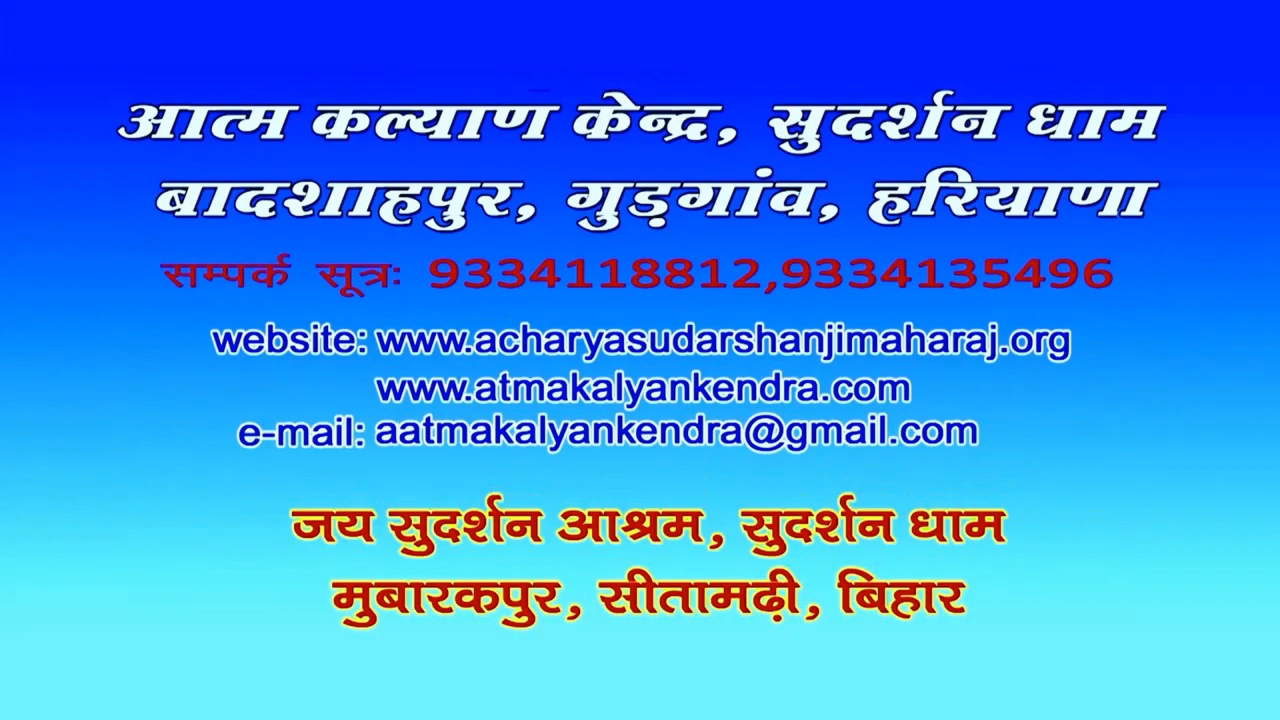 आत्म कल्याण केन्द्र, सुदर्शन धाम
बादशाहपुर, गुड़गांव, हरियाणा
सम्पर्क सूत्रः 9334118812,9334135496
website: www.acharyasudarshanjimaharaj.org
www.atmakalyankendra.com
e-mail: aatmakalyankendra@gmail.com
जय सुदर्शन आश्रम, सुदर्शन धाम
मुबारकपुर, सीतामढ़ी, बिहार